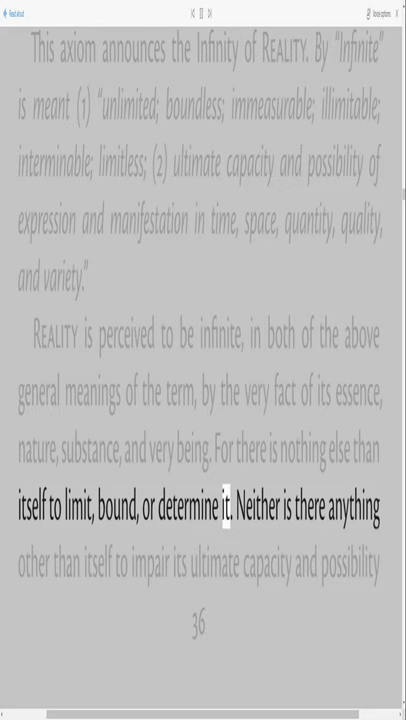 Read aloud
Voice options
This axiom announces the Infinity of REALITY. By “Infinite”
is meant (1) “unlimited; boundless; immeasurable; illimitable;
interminable; limitless; (2) ultimate capacity and possibility of
expression and manifestation in time, space, quantity, quality,
and variety.”
REALITY is perceived to be infinite, in both of the above
general meanings of the term, by the very fact of its essence,
nature, substance, and very being. For there is nothing else than
itself to limit, bound, or determine it. Neither is there anything
other than itself to impair its ultimate capacity and possibility
36